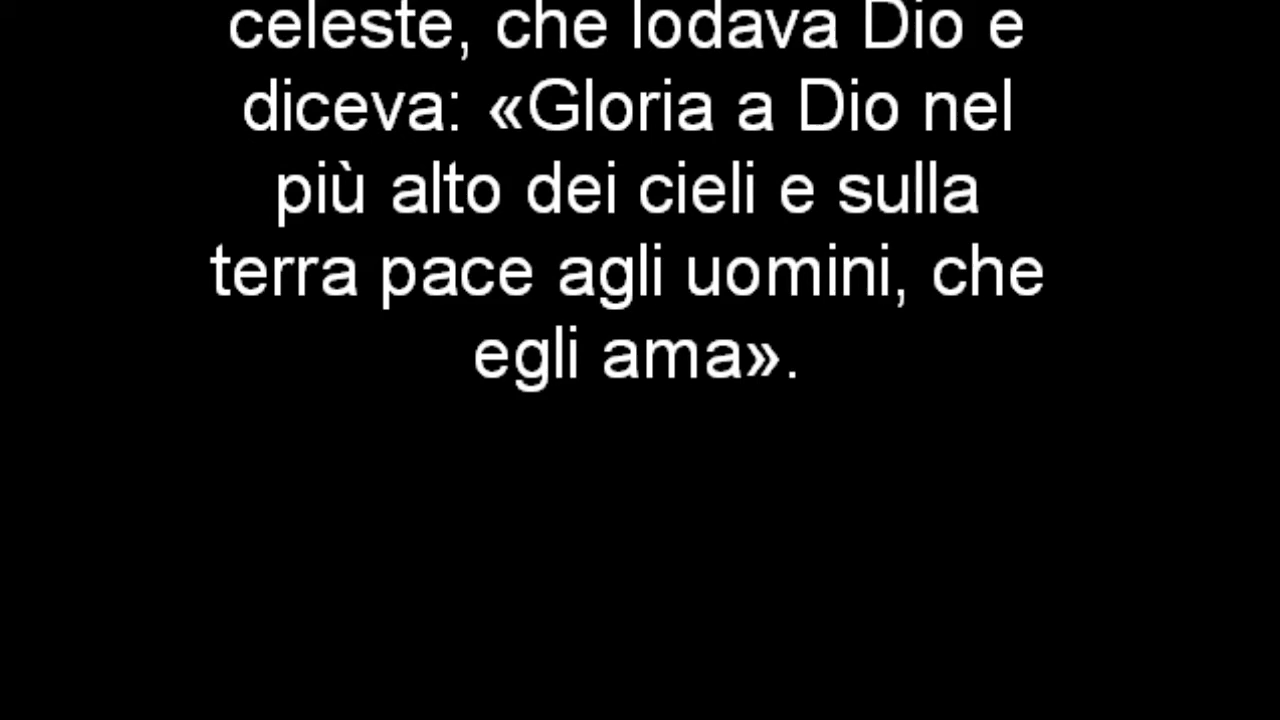 celeste, che lodava Dio e
diceva: «Gloria a Dio nel
più alto dei cieli e sulla
terra pace agli uomini, che
egli ama».